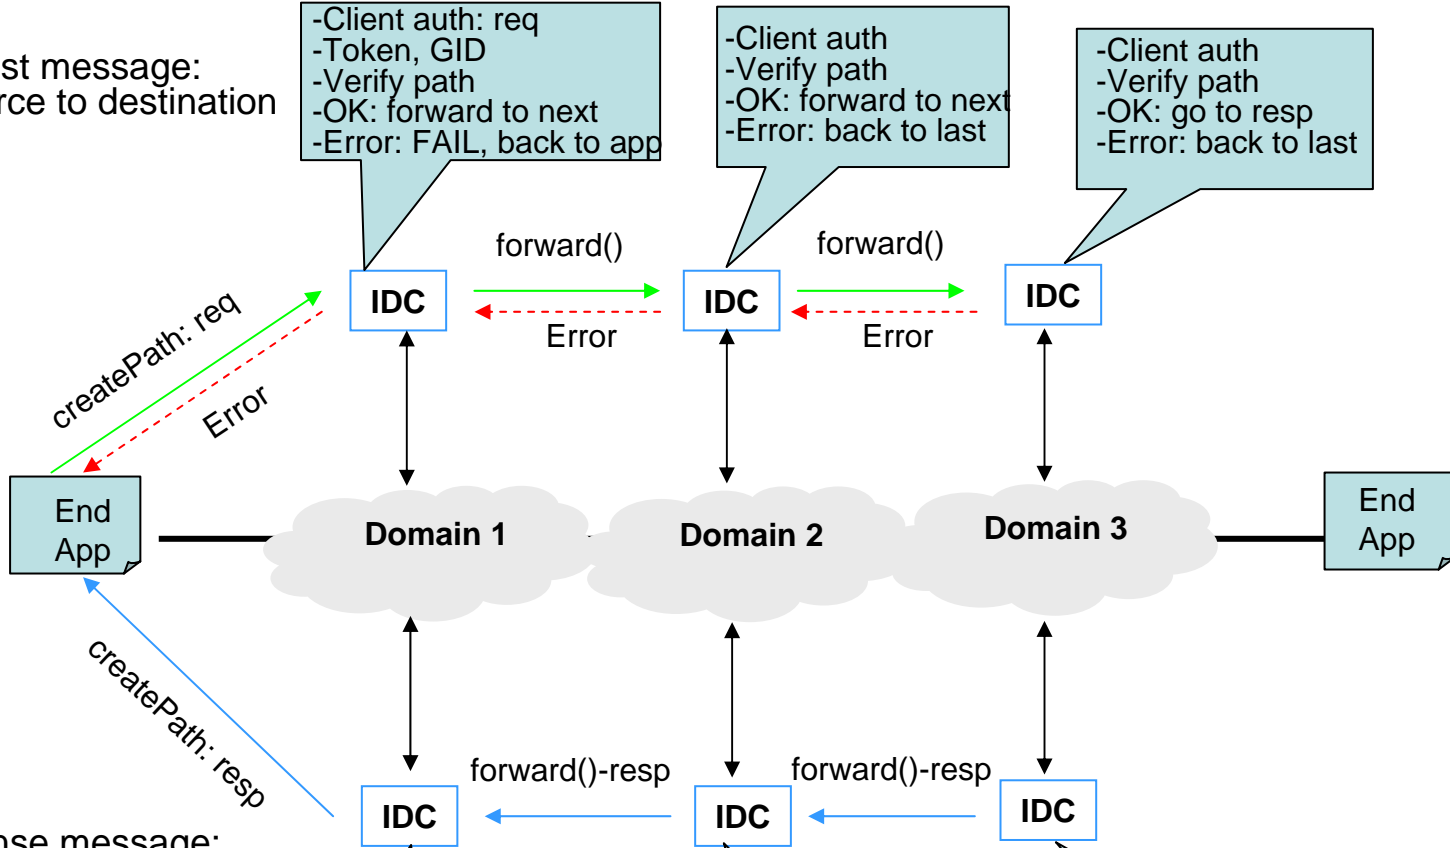 -Client auth: req
-Token, GID
-Verify path
-OK: forward to next
-Error: FAIL, back to app
-Client auth
-Verify path
-OK: forward to next
-Error: back to last
-Client auth
-Verify path
-OK: go to resp
-Error: back to last
st message:
rce to destination
forward()
forward()
IDC
IDC
IDC
Error
Error
createPath: req
Error
End
App
Domain 1
Domain 2
Domain 3
End
App
createPath: resp
forward()-resp
forward()-resp
IDC
IDC
IDC
nse message: